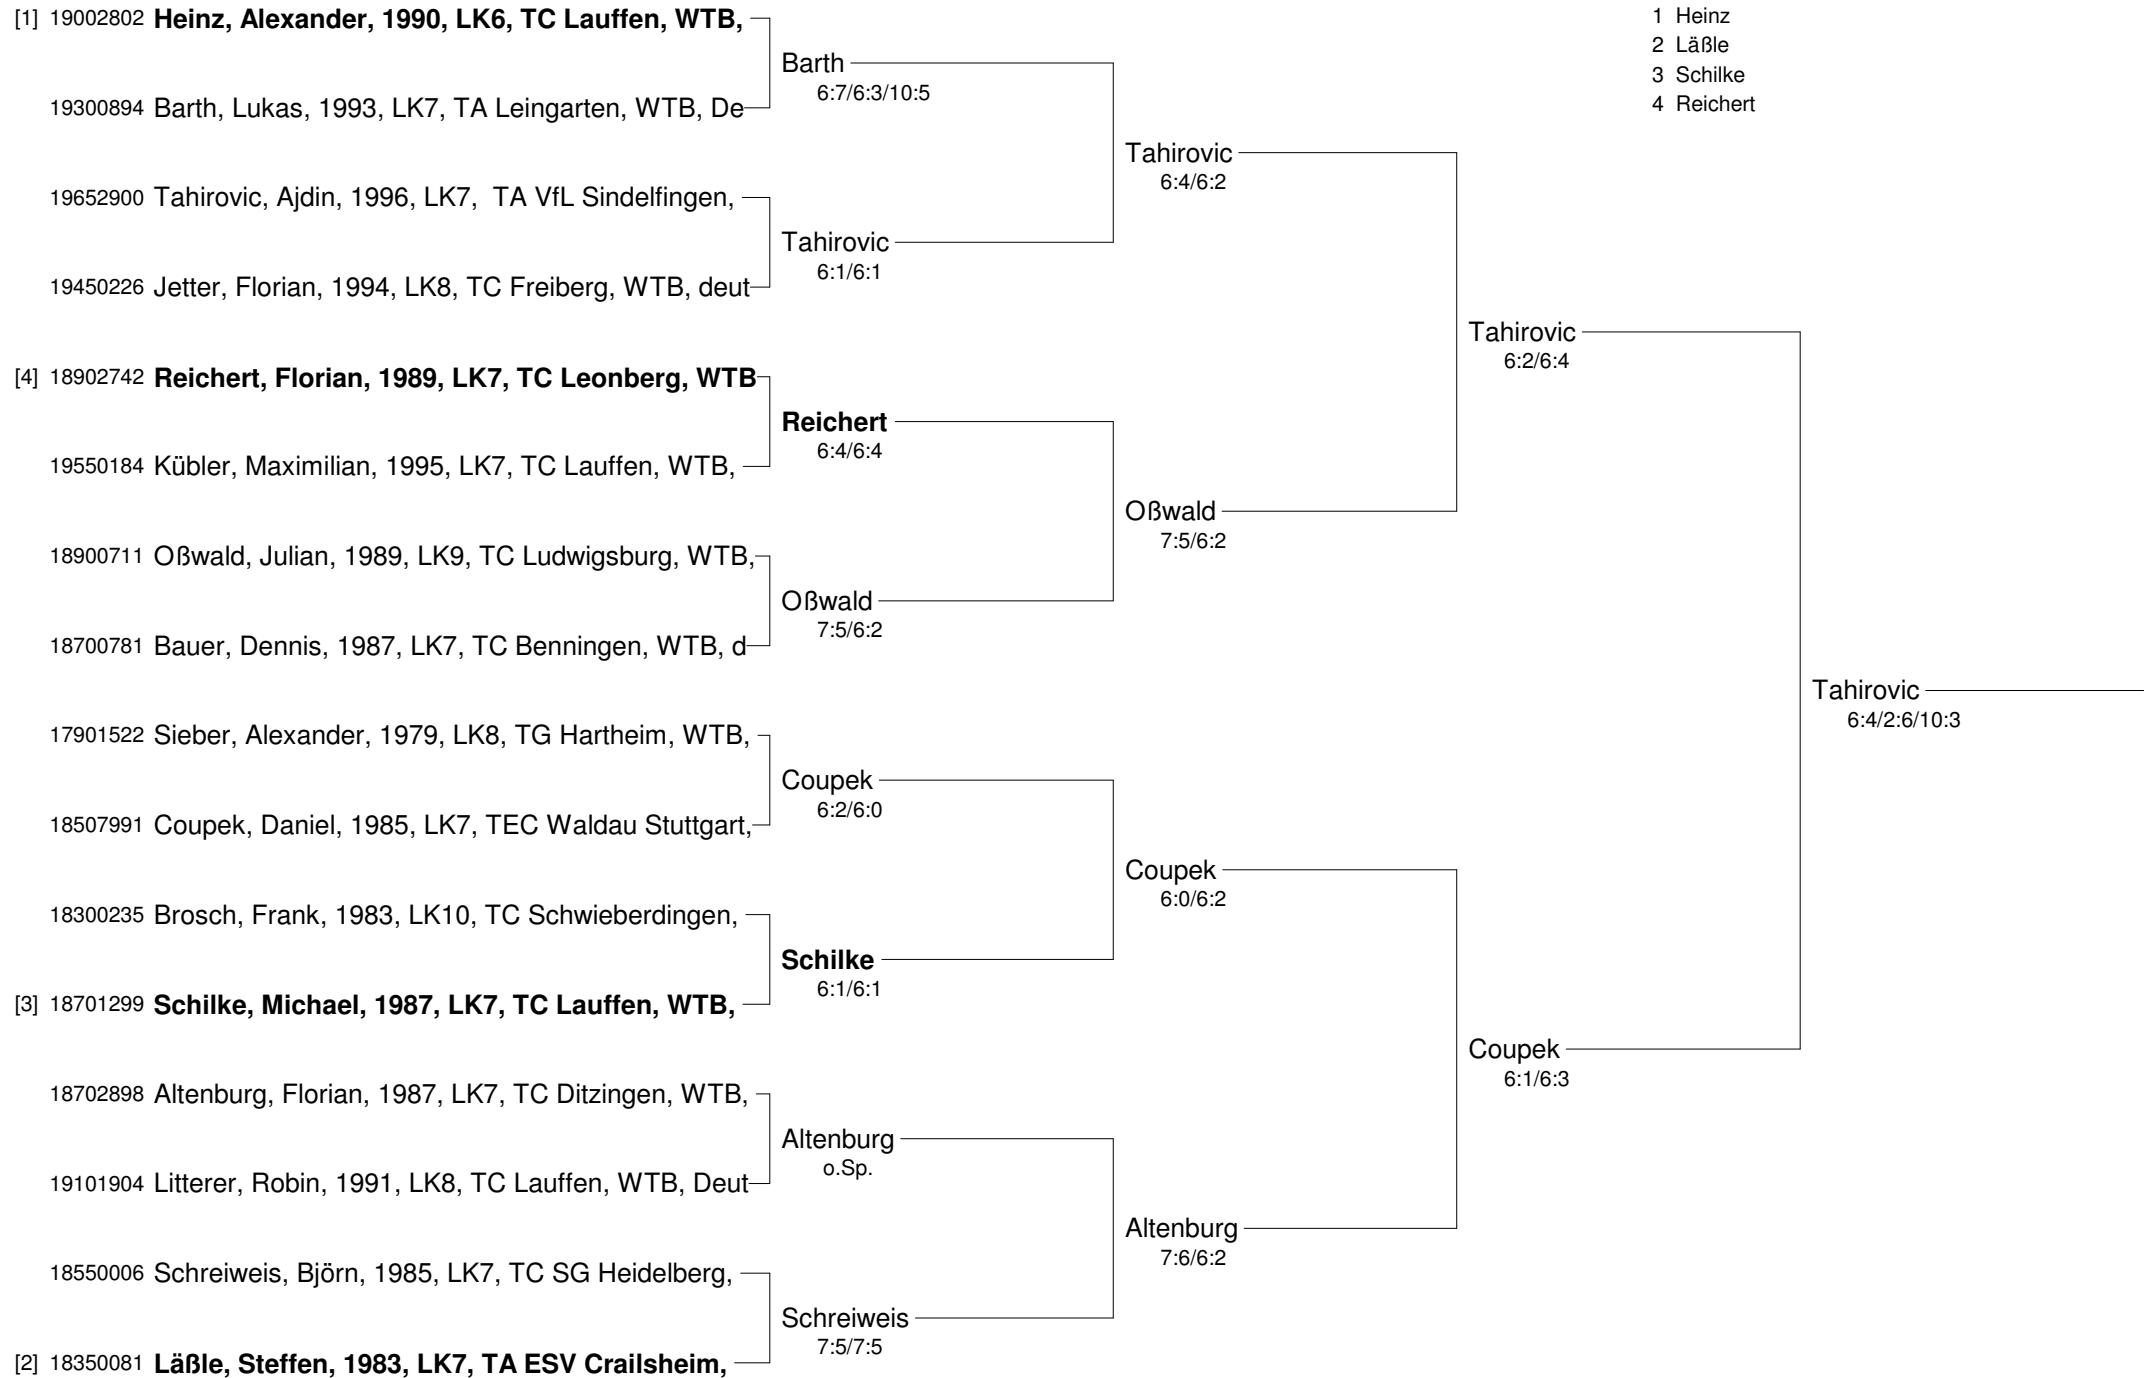 [1] 19002802 Heinz, Alexander, 1990, LK6, TC Lauffen, WTB,
1 Heinz
2 Läßle
3 Schilke
4 Reichert
Barth
6:7/6:3/10:5
19300894 Barth, Lukas, 1993, LK7, TA Leingarten, WTB, De
Tahirovic
6:4/6:2
19652900 Tahirovic, Ajdin, 1996, LK7, TA VfL Sindelfingen,
Tahirovic
6:1/6:1
19450226 Jetter, Florian, 1994, LK8, TC Freiberg, WTB, deut
Tahirovic
6:2/6:4
[4] 18902742 Reichert, Florian, 1989, LK7, TC Leonberg, WTB
Reichert
6:4/6:4
19550184 Kübler, Maximilian, 1995, LK7, TC Lauffen, WTB,
Oßwald
7:5/6:2
18900711 Oßwald, Julian, 1989, LK9, TC Ludwigsburg, WTB,
Oßwald
7:5/6:2
18700781 Bauer, Dennis, 1987, LK7, TC Benningen, WTB, d
Tahirovic
6:4/2:6/10:3
17901522 Sieber, Alexander, 1979, LK8, TG Hartheim, WTB,
Coupek
6:2/6:0
18507991 Coupek, Daniel, 1985, LK7, TEC Waldau Stuttgart,
Coupek
6:0/6:2
18300235 Brosch, Frank, 1983, LK10, TC Schwieberdingen,
Schilke
6:1/6:1
[3] 18701299 Schilke, Michael, 1987, LK7, TC Lauffen, WTB,
Coupek
6:1/6:3
18702898 Altenburg, Florian, 1987, LK7, TC Ditzingen, WTB,
Altenburg
o.Sp.
19101904 Litterer, Robin, 1991, LK8, TC Lauffen, WTB, Deut
Altenburg
7:6/6:2
18550006 Schreiweis, Björn, 1985, LK7, TC SG Heidelberg,
Schreiweis
7:5/7:5
[2] 18350081 Läßle, Steffen, 1983, LK7, TA ESV Crailsheim,